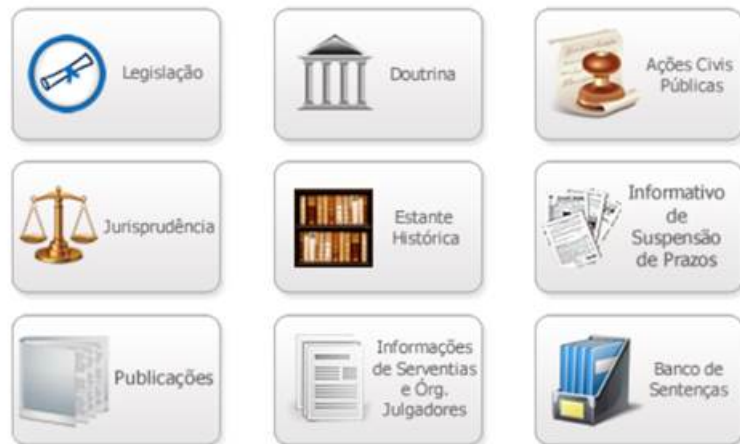 Legislação
Doutrina
Ações Civis
Públicas
Jurisprudência
Estante
Histórica
Informativo
de
Suspensão
de Prazos
Publicações
Informações
de Serventias
e Órg.
Julgadores
Banco de
Sentenças